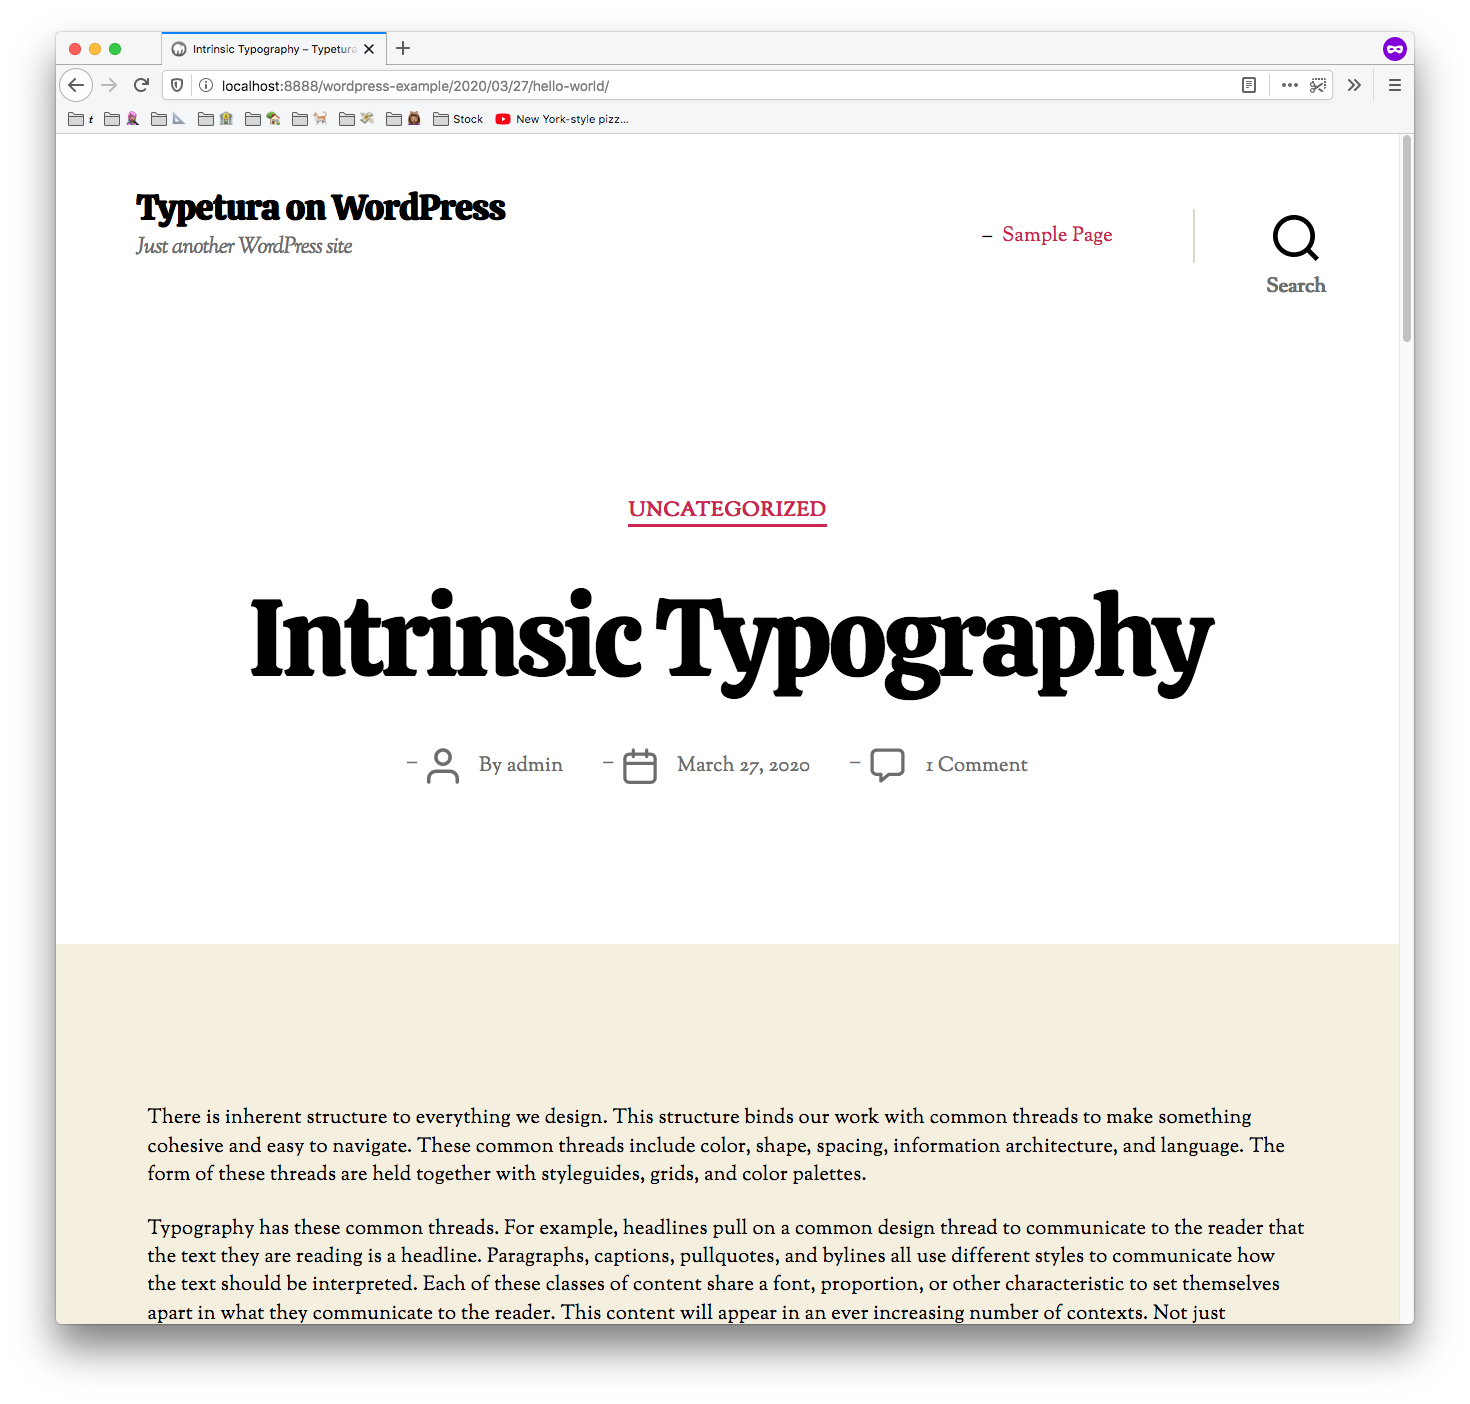 Intrinsic Typography – Typetura
localhost:8888/wordpress-example/2020/03/27/hello-world/
t
Stock
New York-style pizz...
Typetura on WordPress
Just another WordPress site
– Sample Page
Search
UNCATEGORIZED
Intrinsic Typography
– By admin – March 27, 2020 – 1 Comment
There is inherent structure to everything we design. This structure binds our work with common threads to make something
cohesive and easy to navigate. These common threads include color, shape, spacing, information architecture, and language. The
form of these threads are held together with styleguides, grids, and color palettes.
Typography has these common threads. For example, headlines pull on a common design thread to communicate to the reader that
the text they are reading is a headline. Paragraphs, captions, pullquotes, and bylines all use different styles to communicate how
the text should be interpreted. Each of these classes of content share a font, proportion, or other characteristic to set themselves
apart in what they communicate to the reader. This content will appear in an ever increasing number of contexts. Not just